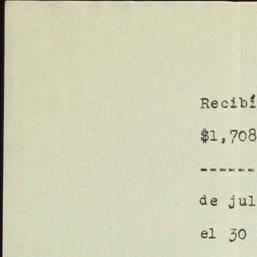 Recibí
$1,708
------
de jul
el 30